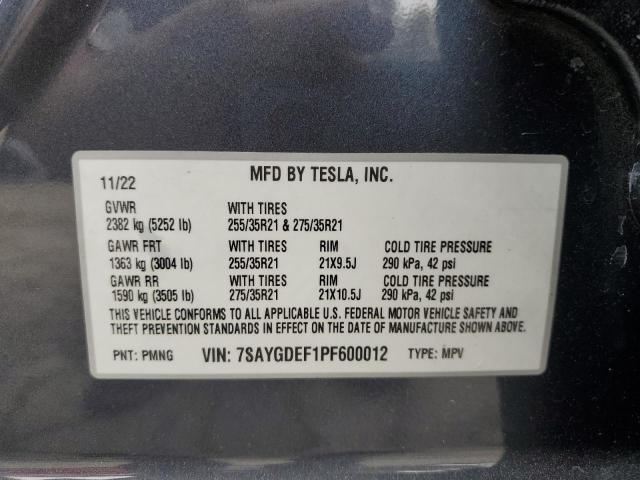 11/22 MFD BY TESLA, INC.
GVWR WITH TIRES
2382 kg (5252 lb) 255/35R21 & 275/35R21
GAWR FRT WITH TIRES RIM COLD TIRE PRESSURE
1363 kg (3004 lb) 255/35R21 21X9.5J 290 kPa, 42 psi
GAWR RR WITH TIRES RIM COLD TIRE PRESSURE
1590 kg (3505 lb) 275/35R21 21X10.5J 290 kPa, 42 psi
THIS VEHICLE CONFORMS TO ALL APPLICABLE U.S. FEDERAL MOTOR VEHICLE SAFETY AND
THEFT PREVENTION STANDARDS IN EFFECT ON THE DATE OF MANUFACTURE SHOWN ABOVE.
PNT: PMNG VIN: 7SAYGDEF1PF600012 TYPE: MPV